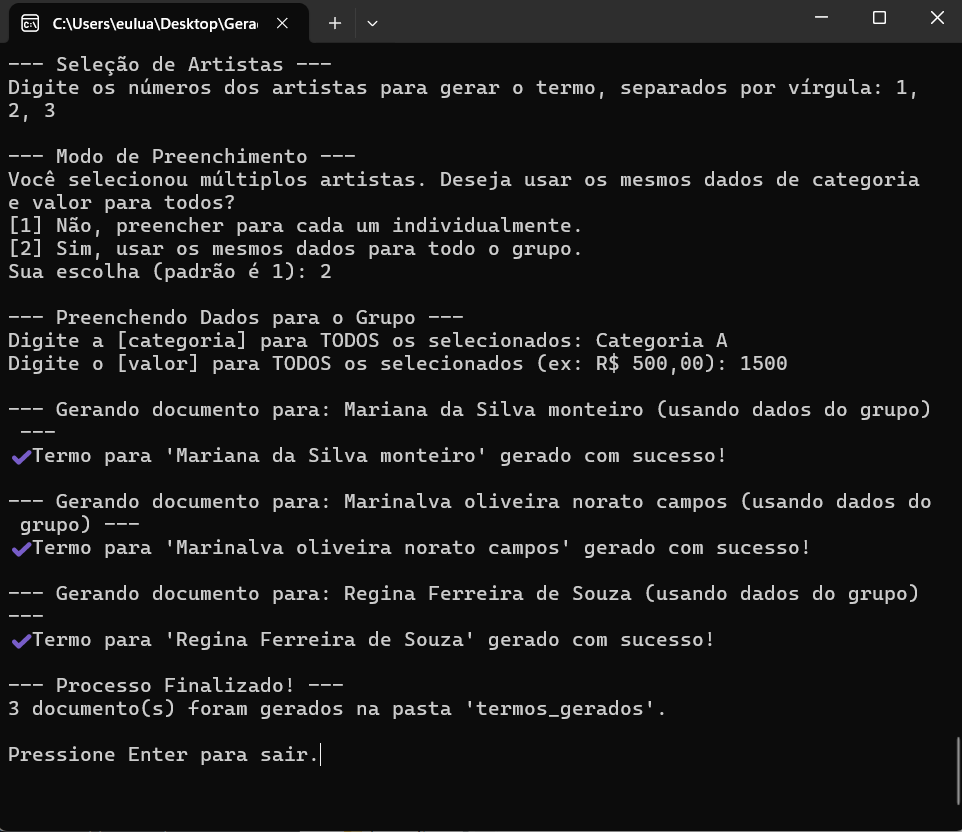 C:\Users\eulua\Desktop\Gera
--- Seleção de Artistas ---
Digite os números dos artistas para gerar o termo, separados por vírgula: 1,
2, 3
--- Modo de Preenchimento ---
Você selecionou múltiplos artistas. Deseja usar os mesmos dados de categoria
e valor para todos?
[1] Não, preencher para cada um individualmente.
[2] Sim, usar os mesmos dados para todo o grupo.
Sua escolha (padrão é 1): 2
--- Preenchendo Dados para o Grupo ---
Digite a [categoria] para TODOS os selecionados: Categoria A
Digite o [valor] para TODOS os selecionados (ex: R$ 500,00): 1500
--- Gerando documento para: Mariana da Silva monteiro (usando dados do grupo)
---
✔Termo para 'Mariana da Silva monteiro' gerado com sucesso!
--- Gerando documento para: Marinalva oliveira norato campos (usando dados do
grupo) ---
✔Termo para 'Marinalva oliveira norato campos' gerado com sucesso!
--- Gerando documento para: Regina Ferreira de Souza (usando dados do grupo)
---
✔Termo para 'Regina Ferreira de Souza' gerado com sucesso!
--- Processo Finalizado! ---
3 documento(s) foram gerados na pasta 'termos_gerados'.
Pressione Enter para sair.